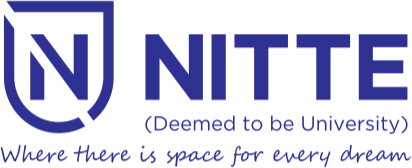 N NITTE
(Deemed to be University)
Where there is space for every dream